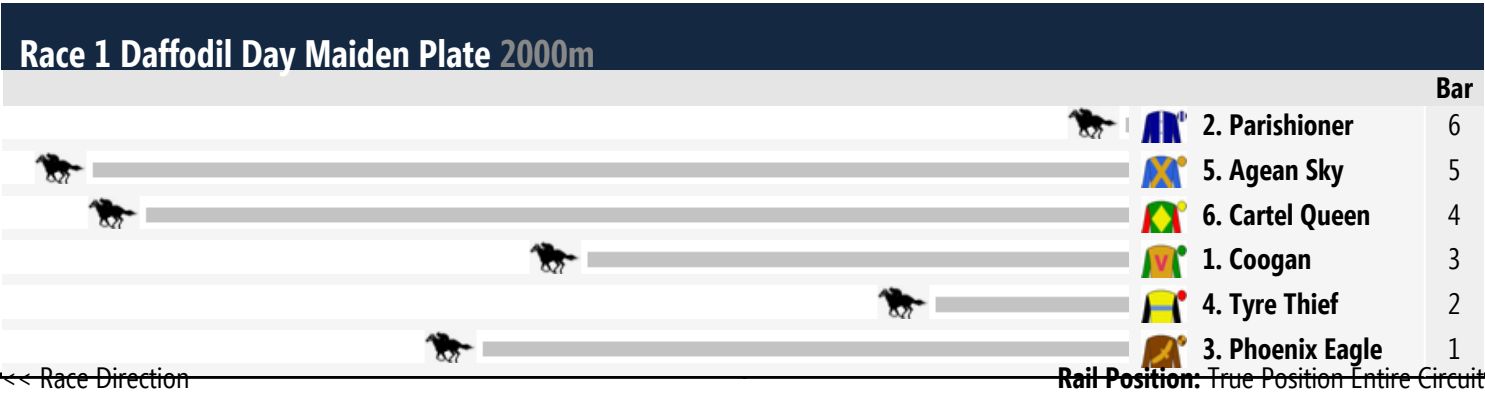 Race 1 Daffodil Day Maiden Plate 2000m
Bar
2. Parishioner 6
5. Agean Sky 5
6. Cartel Queen 4
V 1. Coogan 3
4. Tyre Thief 2
3. Phoenix Eagle 1
<< Race Direction Rail Position: True Position Entire Circuit